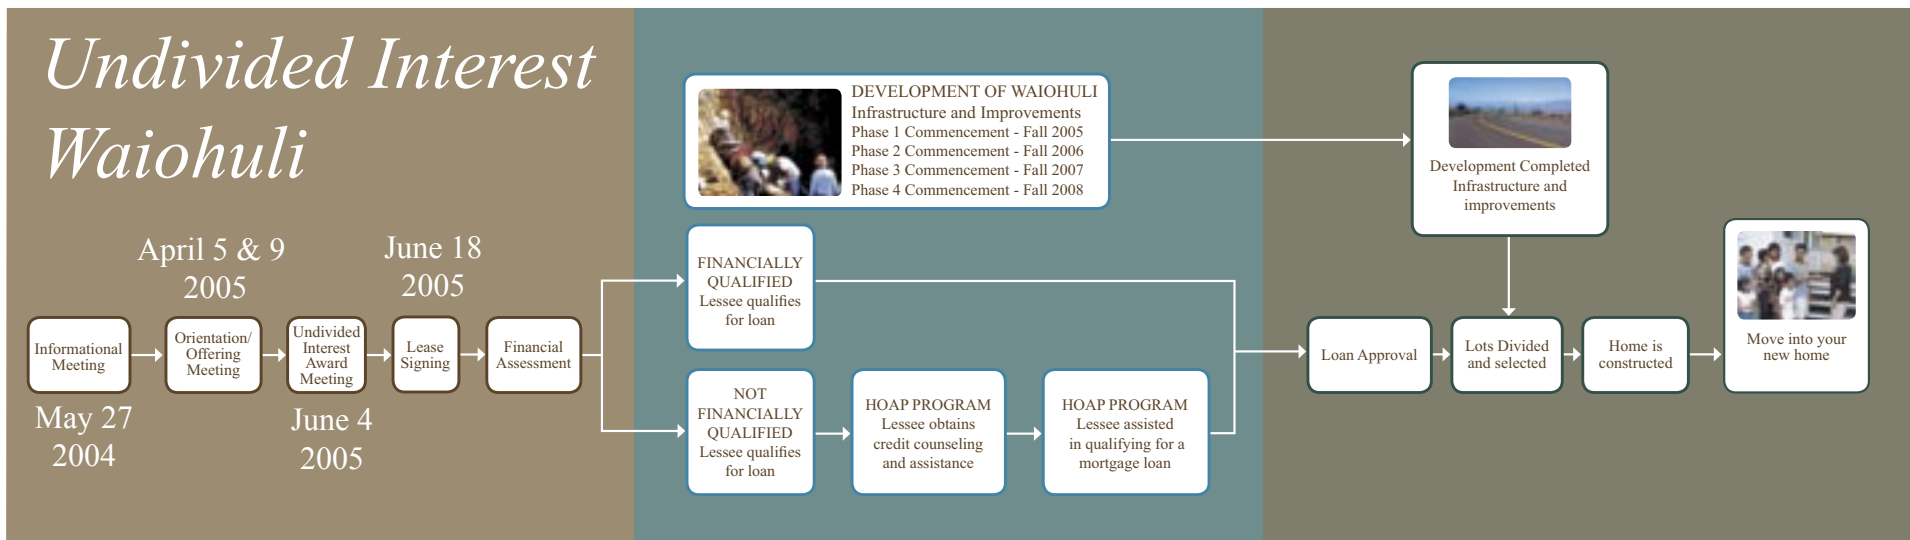 Undivided Interest
Waiohuli
April 5 & 9
2005
June 18
2005
Informational
Meeting
Orientation/
Offering
Meeting
Undivided
Interest
Award
Meeting
Lease
Signing
Financial
Assessment
May 27
2004
June 4
2005
DEVELOPMENT OF WAIOHULI
Infrastructure and Improvements
Phase 1 Commencement - Fall 2005
Phase 2 Commencement - Fall 2006
Phase 3 Commencement - Fall 2007
Phase 4 Commencement - Fall 2008
FINANCIALLY
QUALIFIED
Lessee qualifies
for loan
NOT
FINANCIALLY
QUALIFIED
Lessee qualifies
for loan
HOAP PROGRAM
Lessee obtains
credit counseling
and assistance
HOAP PROGRAM
Lessee assisted
in qualifying for a
mortgage loan
Development Completed
Infrastructure and
improvements
Loan Approval
Lots Divided
and selected
Home is
constructed
Move into your
new home